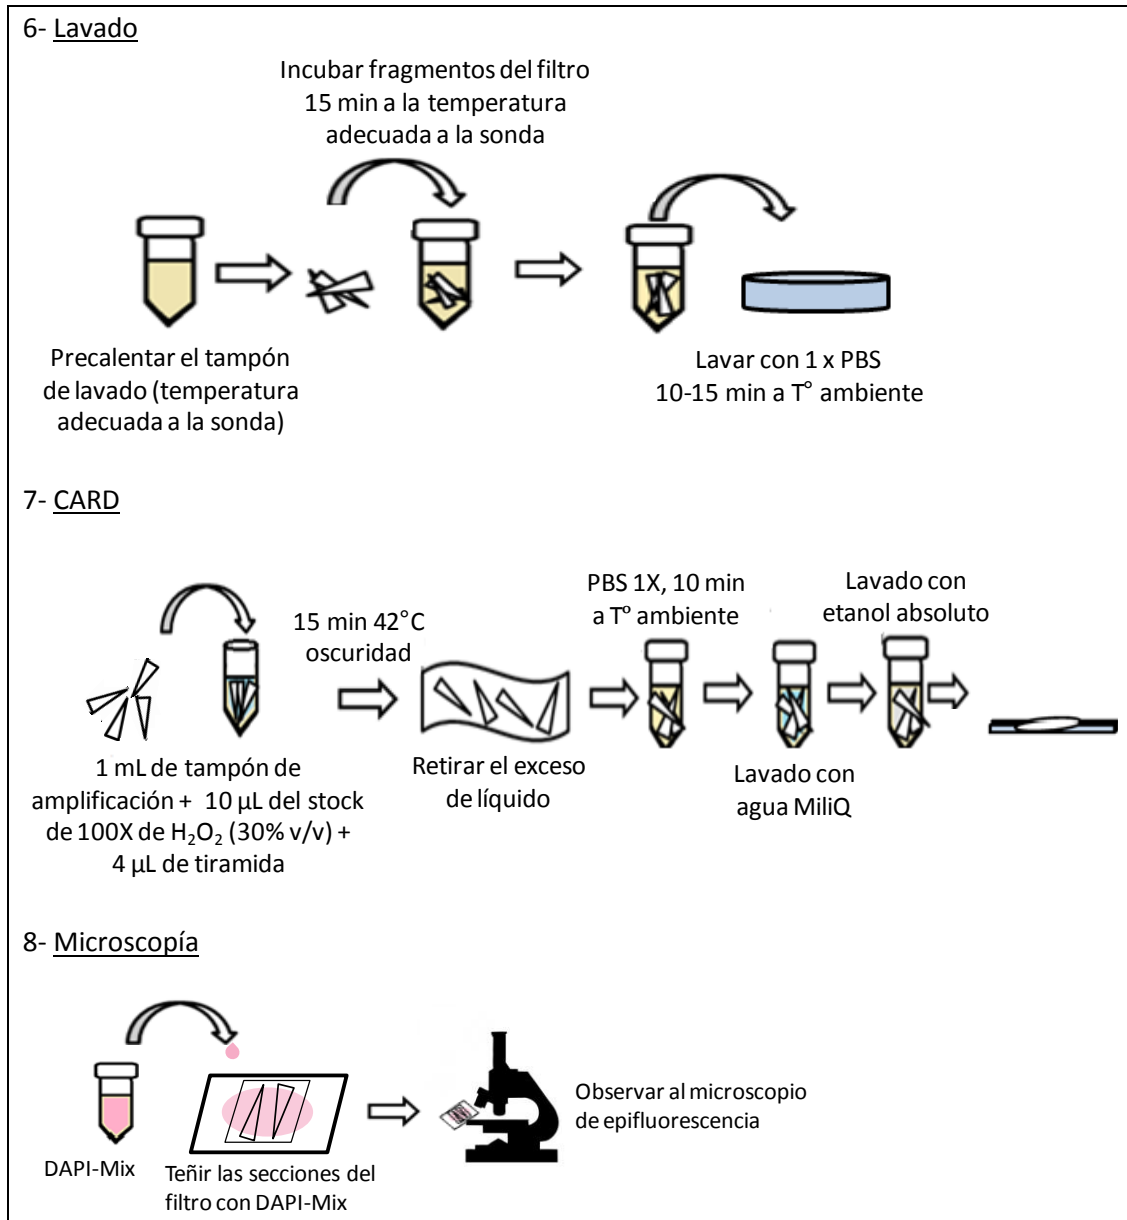 6- Lavado
Incubar fragmentos del filtro
15 min a la temperatura
adecuada a la sonda
Precalentar el tampón
de lavado (temperatura
adecuada a la sonda)
Lavar con 1 x PBS
10-15 min a T° ambiente
7- CARD
15 min 42°C
oscuridad
PBS 1X, 10 min
a Tº ambiente
Lavado con
etanol absoluto
1 mL de tampón de
amplificación + 10 µL del stock
de 100X de H₂O₂ (30% v/v) +
4 µL de tiramida
Retirar el exceso
de líquido
Lavado con
agua MiliQ
8- Microscopía
DAPI-Mix
Teñir las secciones del
filtro con DAPI-Mix
Observar al microscopio
de epifluorescencia